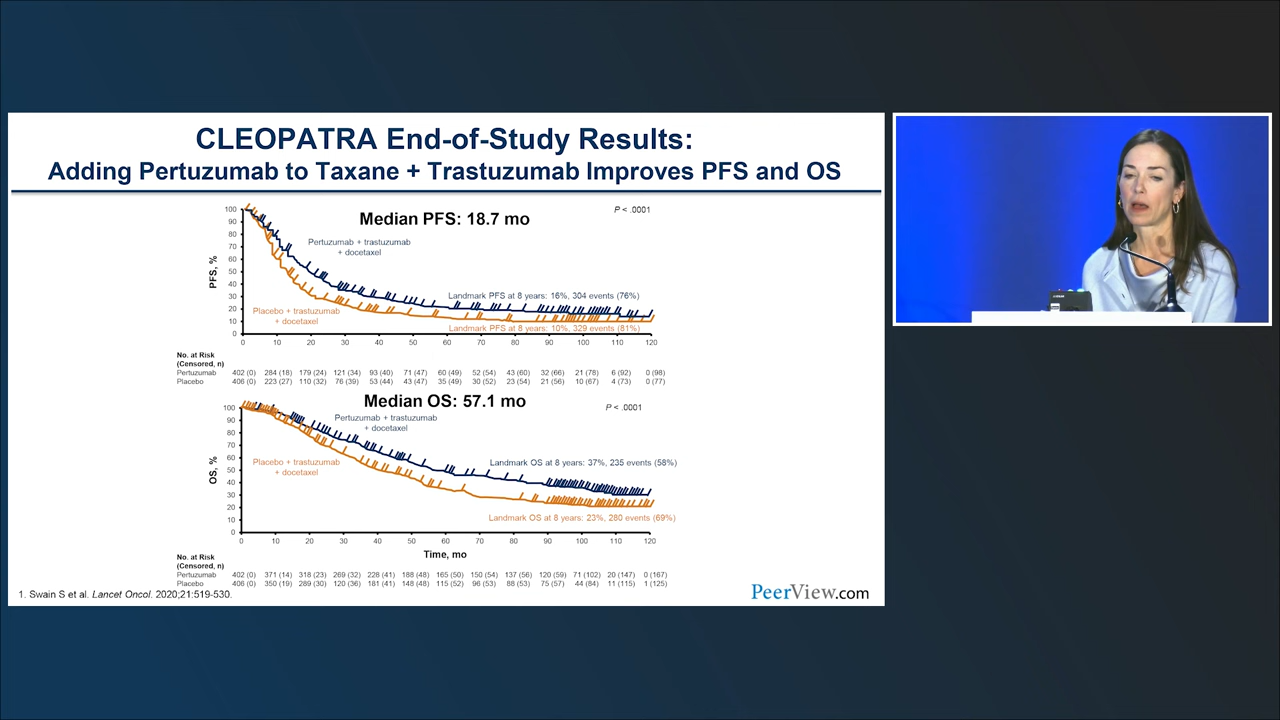 CLEOPATRA End-of-Study Results:
Adding Pertuzumab to Taxane + Trastuzumab Improves PFS and OS
Median PFS: 18.7 mo
P < .0001
Pertuzumab + trastuzumab
+ docetaxel
PFS, %
100
90
80
70
60
50
40
30
20
10
0
Landmark PFS at 8 years: 16%, 304 events (76%)
Placebo + trastuzumab
+ docetaxel
Landmark PFS at 8 years: 10%, 329 events (81%)
0 10 20 30 40 50 60 70 80 90 100 110 120
No. at Risk
(Censored, n)
Pertuzumab 402 (0) 284 (18) 179 (24) 121 (34) 93 (40) 71 (47) 60 (49) 52 (54) 43 (60) 32 (66) 21 (78) 6 (92) 0 (98)
Placebo 406 (0) 223 (27) 110 (32) 76 (39) 53 (44) 43 (47) 35 (49) 30 (52) 23 (54) 21 (56) 10 (67) 4 (73) 0 (77)
Median OS: 57.1 mo
P < .0001
Pertuzumab + trastuzumab
+ docetaxel
OS, %
100
90
80
70
60
50
40
30
20
10
0
Placebo + trastuzumab
+ docetaxel
Landmark OS at 8 years: 37%, 235 events (58%)
Landmark OS at 8 years: 23%, 280 events (69%)
0 10 20 30 40 50 60 70 80 90 100 110 120
Time, mo
No. at Risk
(Censored, n)
Pertuzumab 402 (0) 371 (14) 318 (23) 269 (32) 228 (41) 188 (48) 165 (50) 150 (54) 137 (56) 120 (59) 71 (102) 20 (147) 0 (167)
Placebo 406 (0) 350 (19) 289 (30) 120 (36) 181 (41) 148 (48) 115 (52) 96 (53) 88 (53) 75 (57) 44 (84) 11 (115) 1 (125)
1. Swain S et al. Lancet Oncol. 2020;21:519-530.
PeerView.com